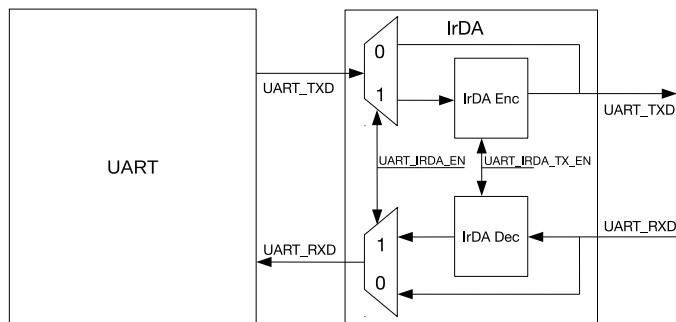 IrDA
0
UART_TXD
1
IrDA Enc
UART_TXD
UART
UART_IRDA_EN
UART_IRDA_TX_EN
UART_RXD
1
IrDA Dec
UART_RXD
0